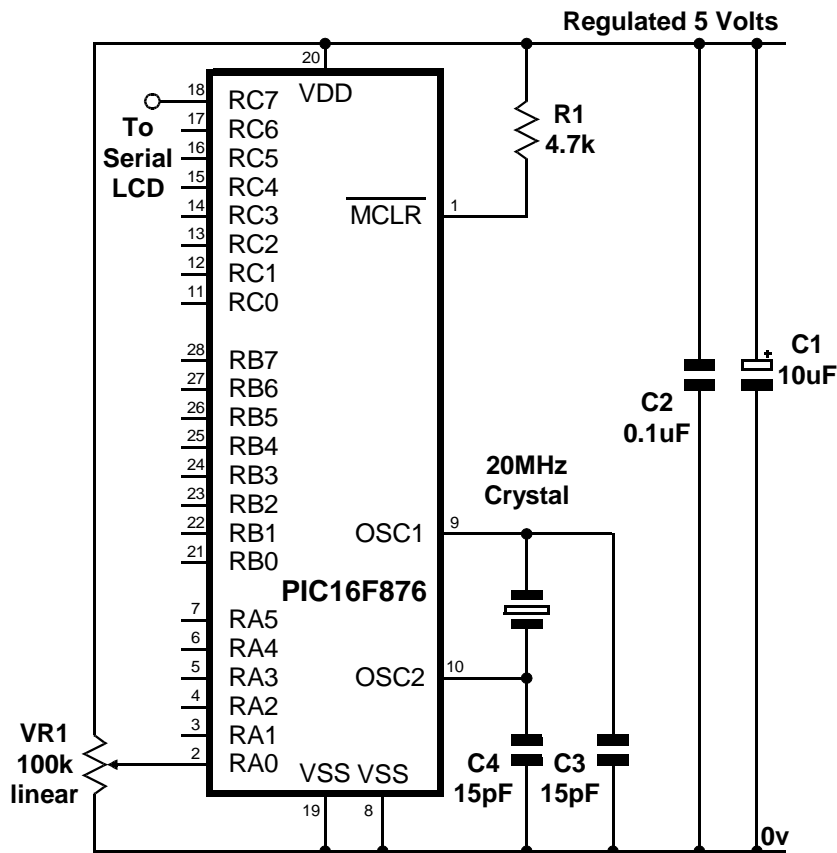 Regulated 5 Volts
20
VDD
18
RC7
17
RC6
16
RC5
15
RC4
14
RC3
13
RC2
12
RC1
11
RC0
To
Serial
LCD
R1
4.7k
MCLR
1
28
RB7
27
RB6
26
RB5
25
RB4
24
RB3
23
RB2
22
RB1
21
RB0
C1
+
10uF
C2
0.1uF
20MHz
Crystal
OSC1
9
PIC16F876
7
RA5
6
RA4
5
RA3
4
RA2
3
RA1
2
RA0
OSC2
10
VR1
100k
linear
C4
15pF
C3
15pF
VSS
VSS
19
8
0v